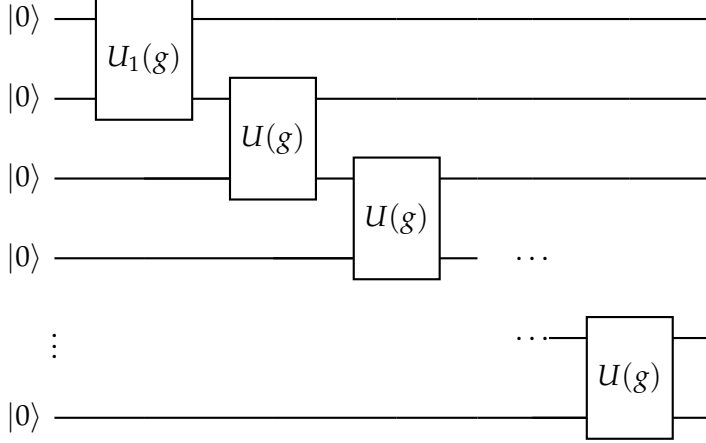 |0⟩
U₁(g)
|0⟩
U(g)
|0⟩
U(g)
|0⟩ ⋯
⋮ ⋯
U(g)
|0⟩